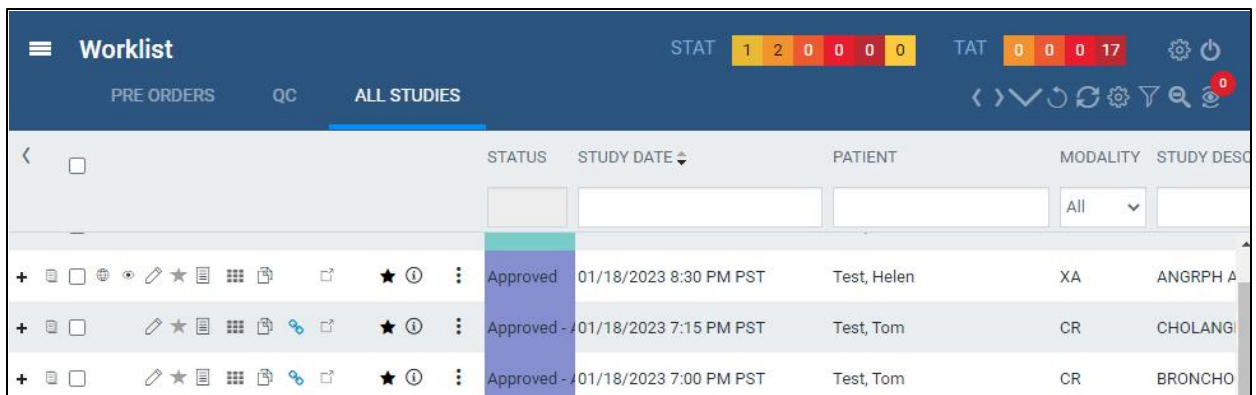 Worklist STAT 1 2 0 0 0 0 TAT 0 0 0 17
PRE ORDERS QC ALL STUDIES 0
STATUS STUDY DATE PATIENT MODALITY STUDY DESC
All
Approved 01/18/2023 8:30 PM PST Test, Helen XA ANGRPH A
Approved - A 01/18/2023 7:15 PM PST Test, Tom CR CHOLANGI
Approved - A 01/18/2023 7:00 PM PST Test, Tom CR BRONCHO